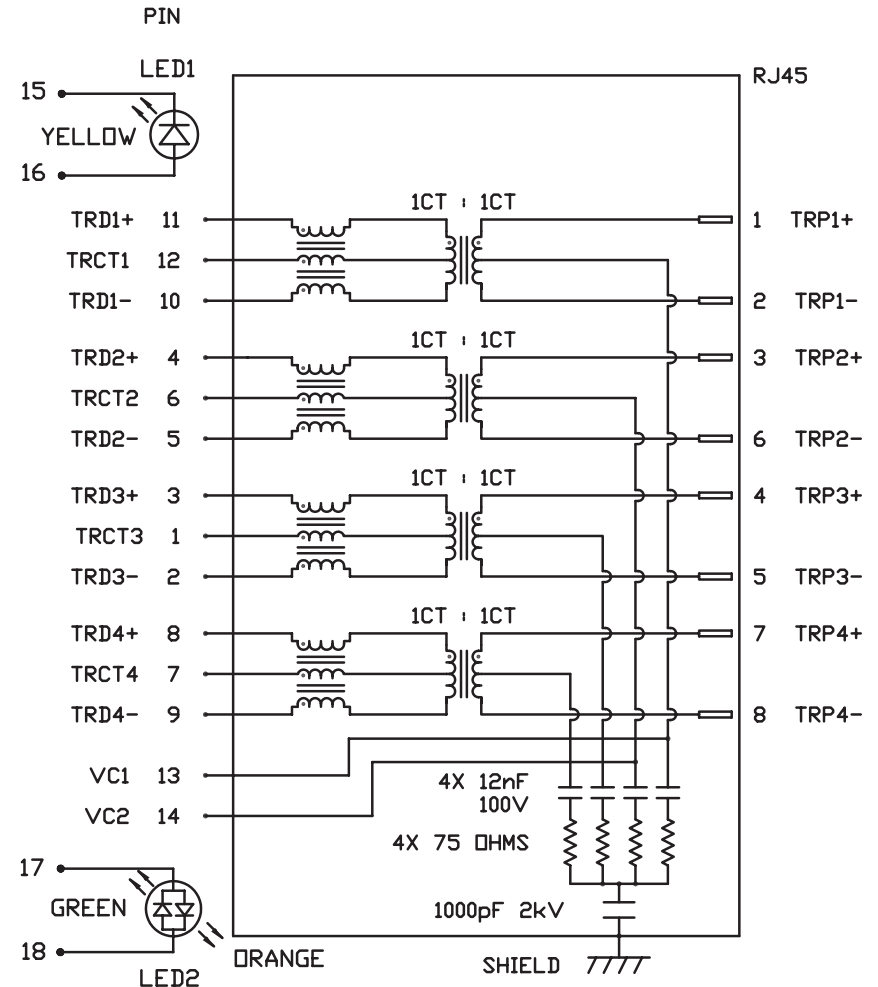 PIN
LED1
RJ45
15
YELLOW
16
1CT : 1CT
TRD1+ 11 1 TRP1+
TRCT1 12
TRD1- 10 2 TRP1-
1CT : 1CT
TRD2+ 4 3 TRP2+
TRCT2 6
TRD2- 5 6 TRP2-
1CT : 1CT
TRD3+ 3 4 TRP3+
TRCT3 1
TRD3- 2 5 TRP3-
1CT : 1CT
TRD4+ 8 7 TRP4+
TRCT4 7
TRD4- 9 8 TRP4-
VC1 13
4X 12nF
100V
VC2 14
4X 75 OHMS
17
GREEN
1000pF 2kV
18
ORANGE
SHIELD
LED2